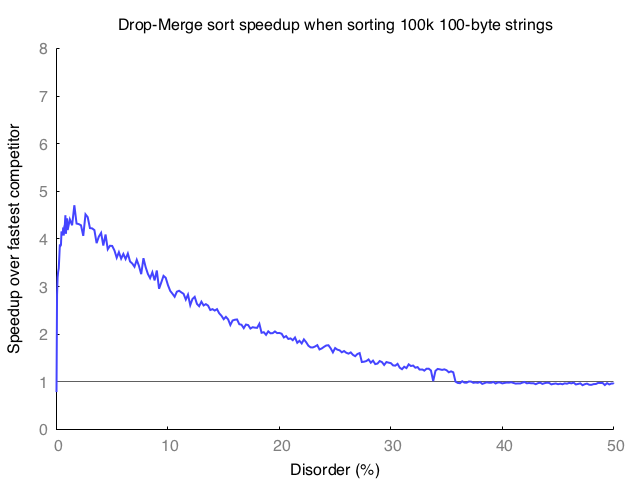 Drop-Merge sort speedup when sorting 100k 100-byte strings
8
7
6
5
4
3
2
1
0
Speedup over fastest competitor
0 10 20 30 40 50
Disorder (%)